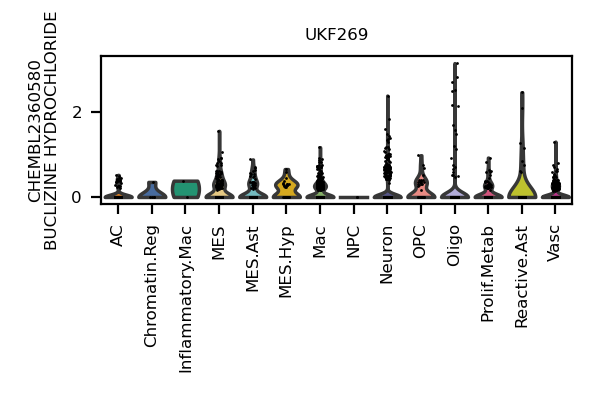 UKF269
CHEMBL2360580
BUCLIZINE HYDROCHLORIDE
2
0
AC
Chromatin.Reg
Inflammatory.Mac
MES
MES.Ast
MES.Hyp
Mac
NPC
Neuron
OPC
Oligo
Prolif.Metab
Reactive.Ast
Vasc